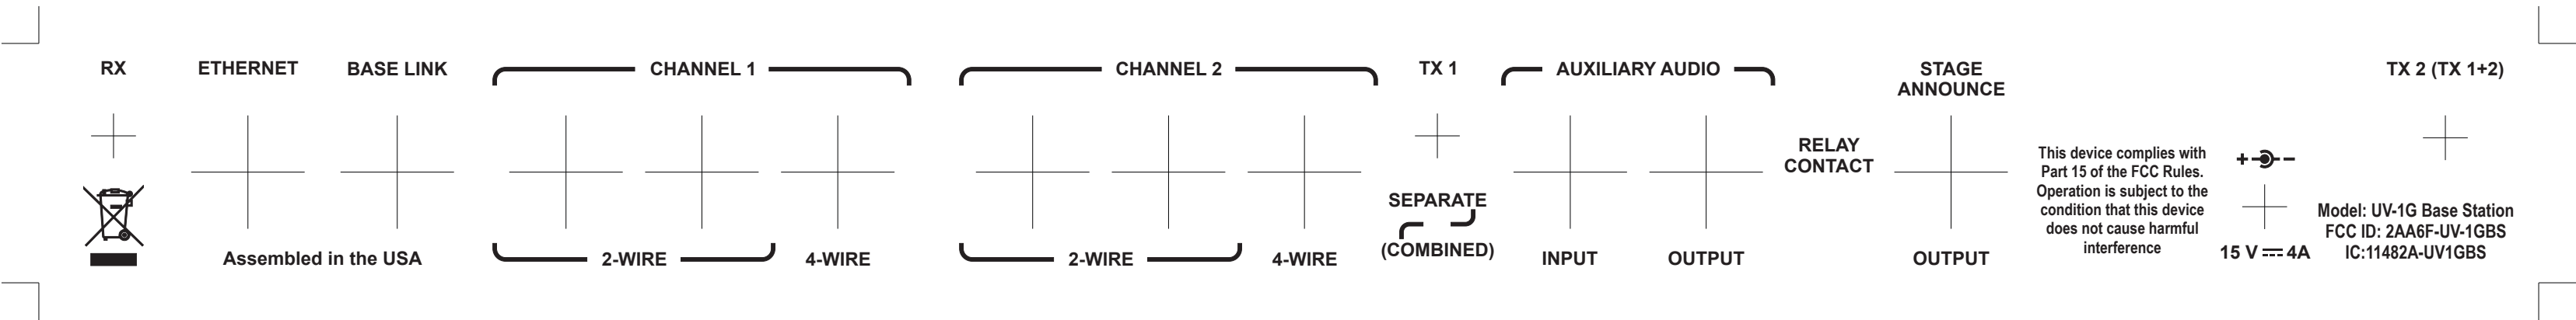 RX
ETHERNET
BASE LINK
CHANNEL 1
CHANNEL 2
TX 1
AUXILIARY AUDIO
STAGE
ANNOUNCE
TX 2 (TX 1+2)
RELAY
CONTACT
This device complies with
Part 15 of the FCC Rules.
Operation is subject to the
condition that this device
does not cause harmful
interference
SEPARATE
(COMBINED)
Assembled in the USA
2-WIRE
4-WIRE
2-WIRE
4-WIRE
INPUT
OUTPUT
OUTPUT
15 V ⎓ 4A
Model: UV-1G Base Station
FCC ID: 2AA6F-UV-1GBS
IC:11482A-UV1GBS